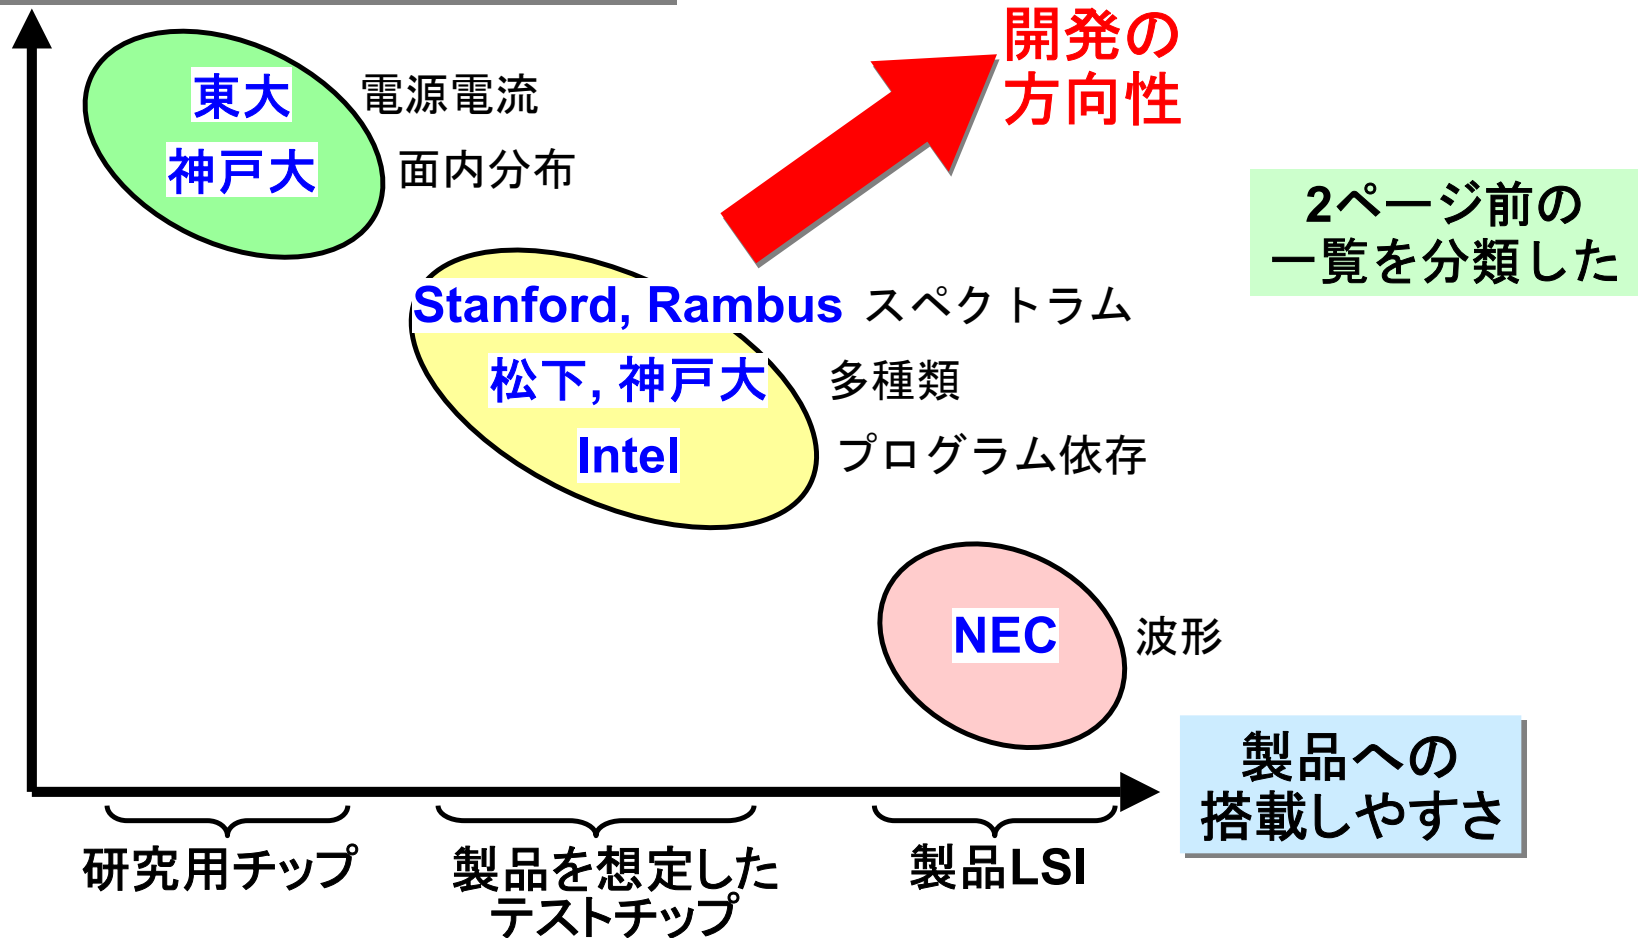 開発の
方向性
東大 電源電流
神戸大 面内分布
2ページ前の
一覧を分類した
Stanford, Rambus スペクトラム
松下, 神戸大 多種類
Intel プログラム依存
NEC 波形
製品への
搭載しやすさ
研究用チップ
製品を想定した
テストチップ
製品LSI